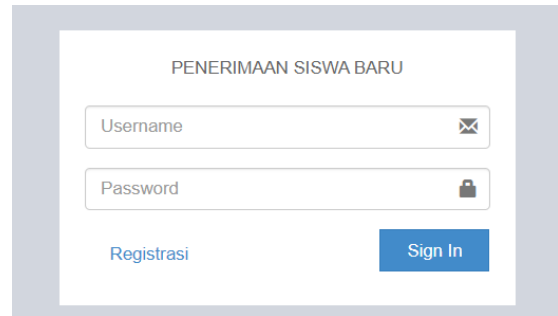 PENERIMAAN SISWA BARU
Username
Password
Registrasi
Sign In